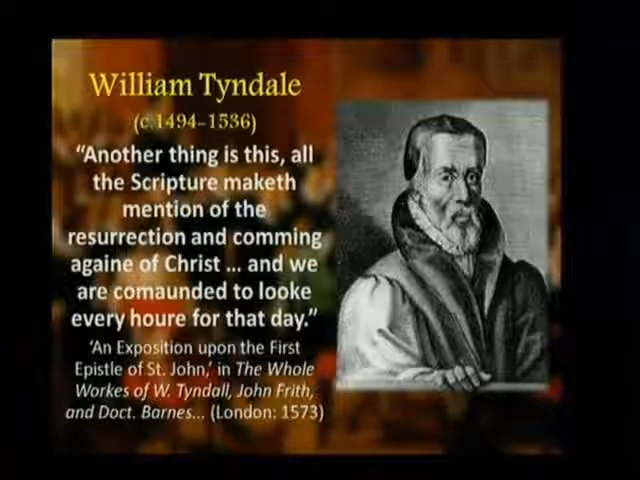 William Tyndale
(c.1494–1536)
“Another thing is this, all
the Scripture maketh
mention of the
resurrection and comming
againe of Christ ... and we
are comaunded to looke
every houre for that day.”
‘An Exposition upon the First
Epistle of St. John,’ in The Whole
Workes of W. Tyndall, John Frith,
and Doct. Barnes... (London: 1573)